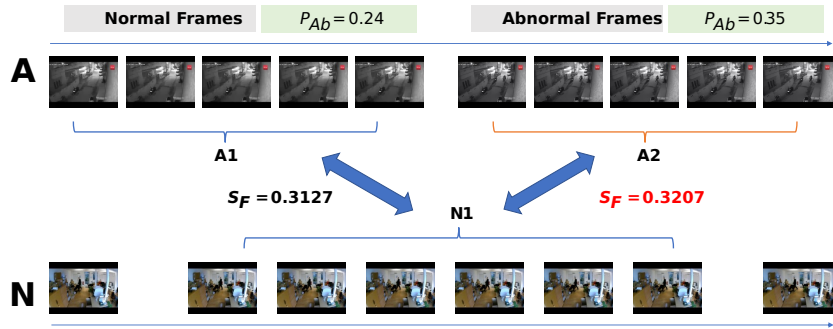 Normal Frames P_Ab = 0.24 Abnormal Frames P_Ab = 0.35
A
A1 A2
S_F = 0.3127 S_F = 0.3207
N1
N